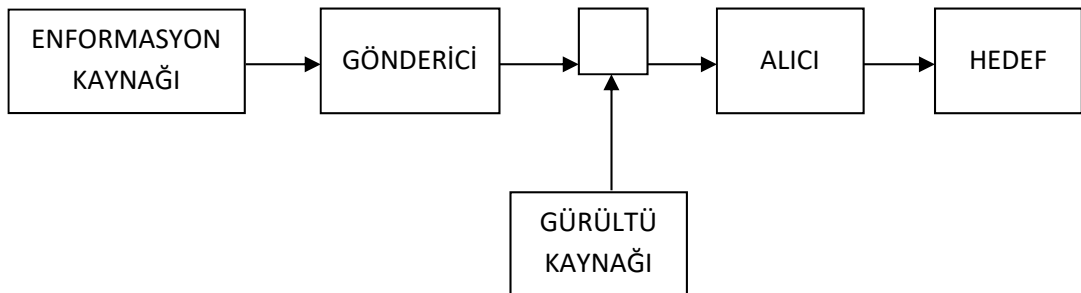 ENFORMASYON
KAYNAĞI
GÖNDERİCİ
ALICI
HEDEF
GÜRÜLTÜ
KAYNAĞI